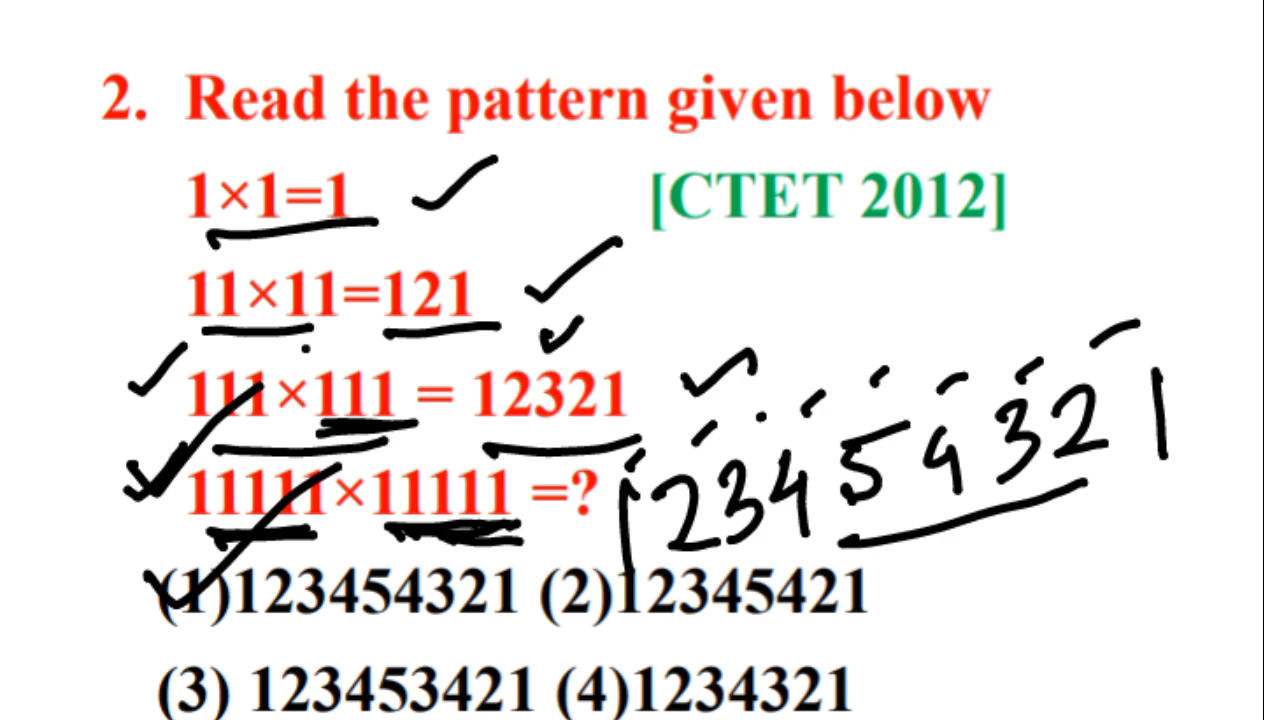 2. Read the pattern given below
1×1=1 [CTET 2012]
11×11=121
111×111 = 12321
11111×11111 =? 123454321
(1)123454321 (2)12345421
(3) 123453421 (4)1234321